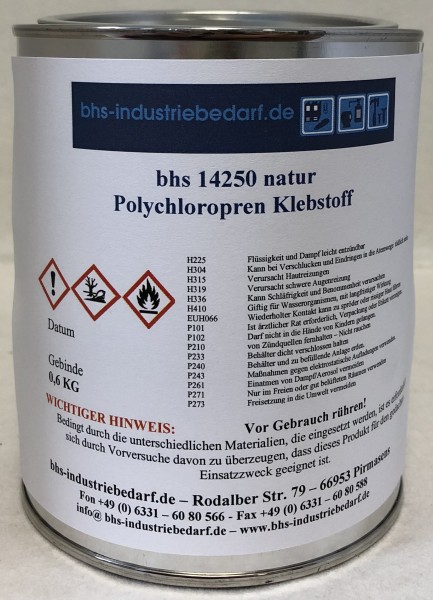 bhs-industriebedarf.de
bhs 14250 natur
Polychloropren Klebstoff
H225 Flüssigkeit und Dampf leicht entzündbar
H304 Kann bei Verschlucken und Eindringen in die Atemwege tödlich sein
H315 Verursacht Hautreizungen
H319 Verursacht schwere Augenreizung
H336 Kann Schläfrigkeit und Benommenheit verursachen
H410 Giftig für Wasserorganismen, mit langfristiger Wirkung
EUH066 Wiederholter Kontakt kann zu spröder oder rissiger Haut führen
P101 Ist ärztlicher Rat erforderlich, Verpackung oder Etikett
P102 Darf nicht in die Hände von Kindern gelangen.
P210 von Zündquellen fernhalten – Nicht rauchen
P233 Behälter dicht verschlossen halten
P240 Behälter und zu befüllende Anlage erden.
P243 Maßnahmen gegen elektrostatische Aufladungen
P261 Einatmen von Dampf/Aerosol vermeiden
P271 Nur im Freien oder gut belüfteten Räumen verwenden
P273 Freisetzung in die Umwelt vermeiden
Datum
Gebinde
0,6 KG
Vor Gebrauch rühren!
WICHTIGER HINWEIS:
Bedingt durch die unterschiedlichen Materialien, die eingesetzt werden, ist es
sich durch Vorversuche davon zu überzeugen, dass dieses Produkt für den
Einsatzzweck geeignet ist.
bhs-industriebedarf.de – Rodalber Str. 79 – 66953 Pirmasens
Fon +49 (0) 6331 – 60 80 566 - Fax +49 (0) 6331 – 60 80 588
info@ bhs-industriebedarf.de – www.bhs-industriebedarf.de